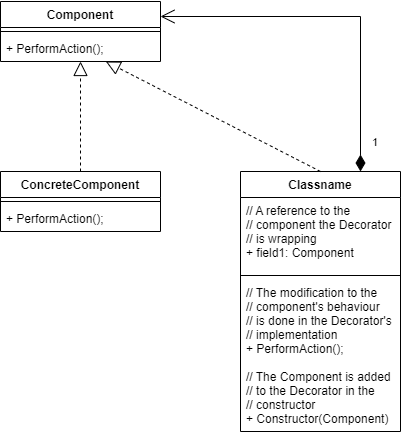 Component
+ PerformAction();
1
ConcreteComponent
+ PerformAction();
Classname
// A reference to the
// component the Decorator
// is wrapping
+ field1: Component
// The modification to the
// component's behaviour
// is done in the Decorator's
// implementation
+ PerformAction();
// The Component is added
// to the Decorator in the
// constructor
+ Constructor(Component)